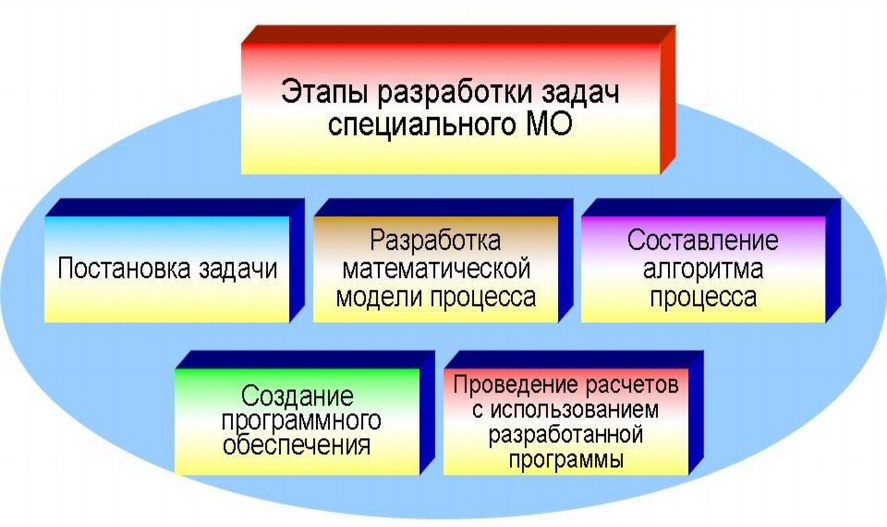 Этапы разработки задач
специального МО
Постановка задачи
Разработка
математической
модели процесса
Составление
алгоритма
процесса
Создание
программного
обеспечения
Проведение расчетов
с использованием
разработанной
программы